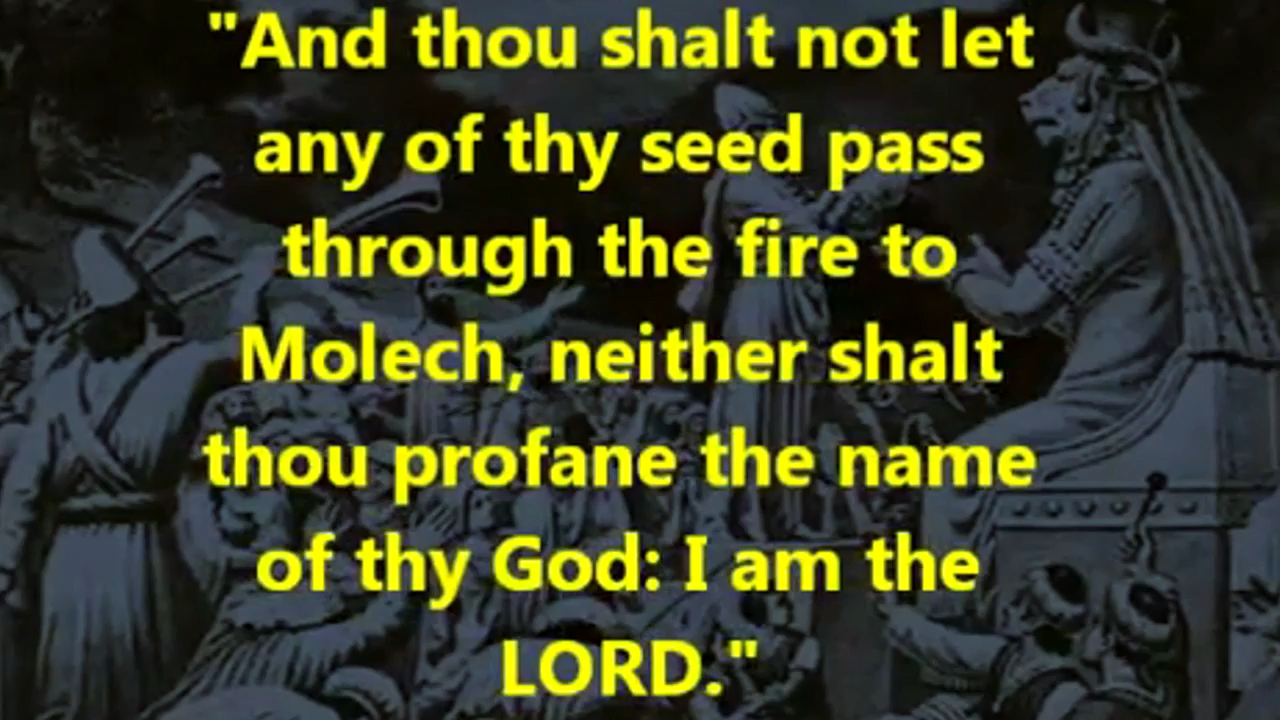 "And thou shalt not let
any of thy seed pass
through the fire to
Molech, neither shalt
thou profane the name
of thy God: I am the
LORD."